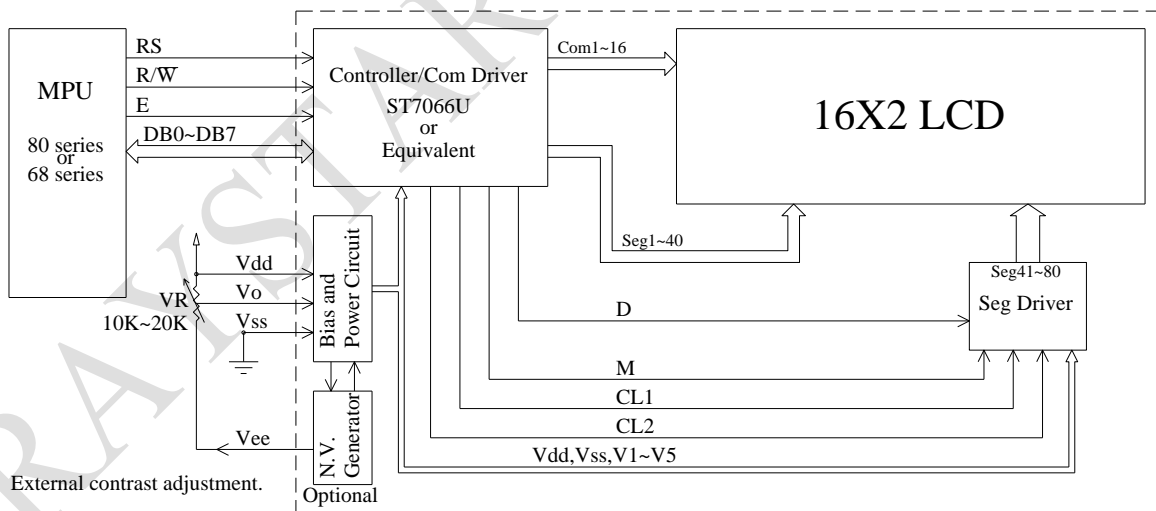 RS
R/W̅
E
DB0~DB7
MPU
80 series
or
68 series
Controller/Com Driver
ST7066U
or
Equivalent
Com1~16
16X2 LCD
Seg1~40
Seg41~80
Seg Driver
Vdd
Vo
Vss
VR
10K~20K
Bias and
Power Circuit
D
M
CL1
CL2
Vdd,Vss,V1~V5
Vee
N.V.
Generator
Optional
External contrast adjustment.
RAYSTAR